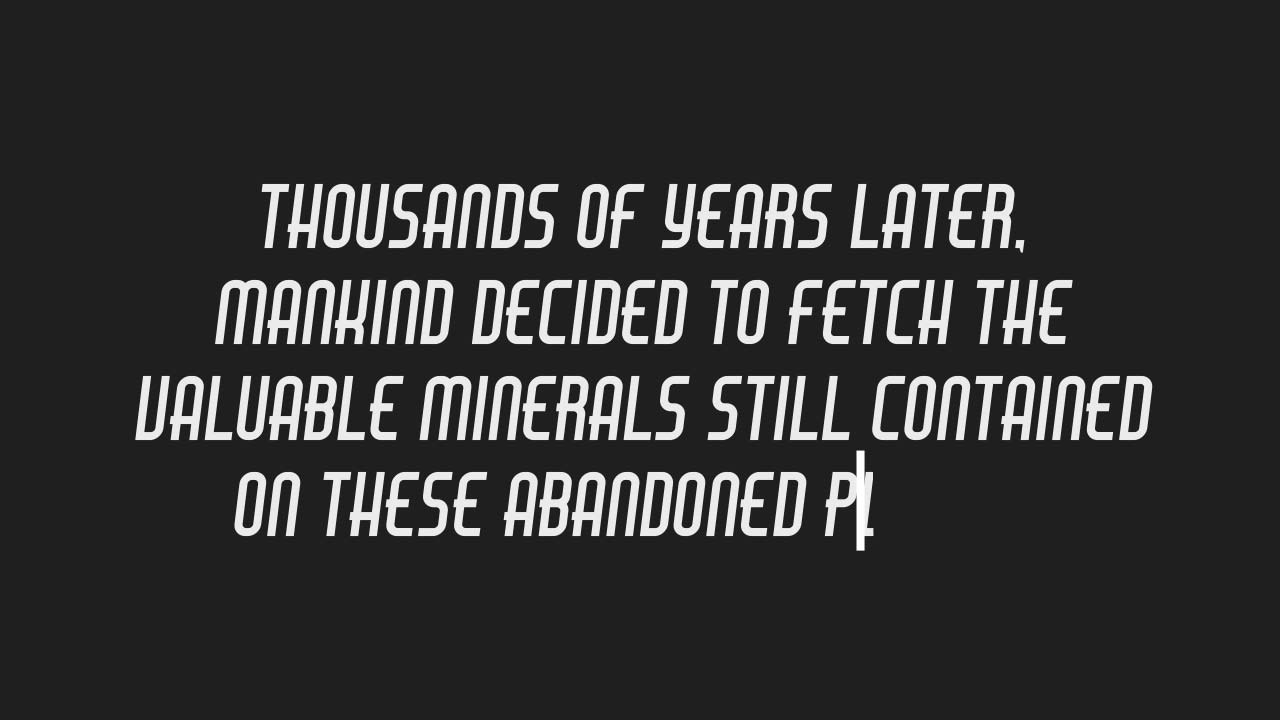 THOUSANDS OF YEARS LATER,
MANKIND DECIDED TO FETCH THE
VALUABLE MINERALS STILL CONTAINED
ON THESE ABANDONED PL